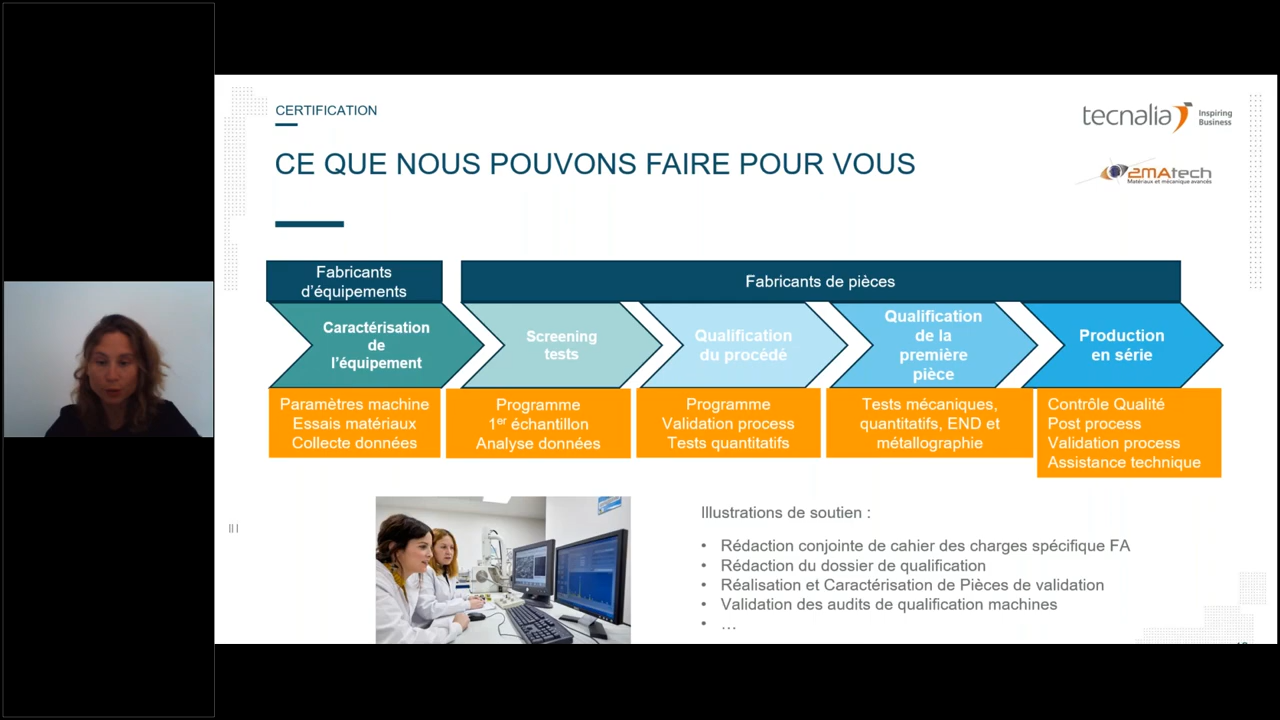 CERTIFICATION
tecnalia Inspiring
Business
CE QUE NOUS POUVONS FAIRE POUR VOUS
2MAtech
Matériaux et mécanique avancés
Fabricants
d'équipements
Fabricants de pièces
Caractérisation
de
l'équipement
Screening
tests
Qualification
du procédé
Qualification
de la
première
pièce
Production
en série
Paramètres machine
Essais matériaux
Collecte données
Programme
1er échantillon
Analyse données
Programme
Validation process
Tests quantitatifs
Tests mécaniques,
quantitatifs, END et
métallographie
Contrôle Qualité
Post process
Validation process
Assistance technique
Illustrations de soutien :
• Rédaction conjointe de cahier des charges spécifique FA
• Rédaction du dossier de qualification
• Réalisation et Caractérisation de Pièces de validation
• Validation des audits de qualification machines
• …